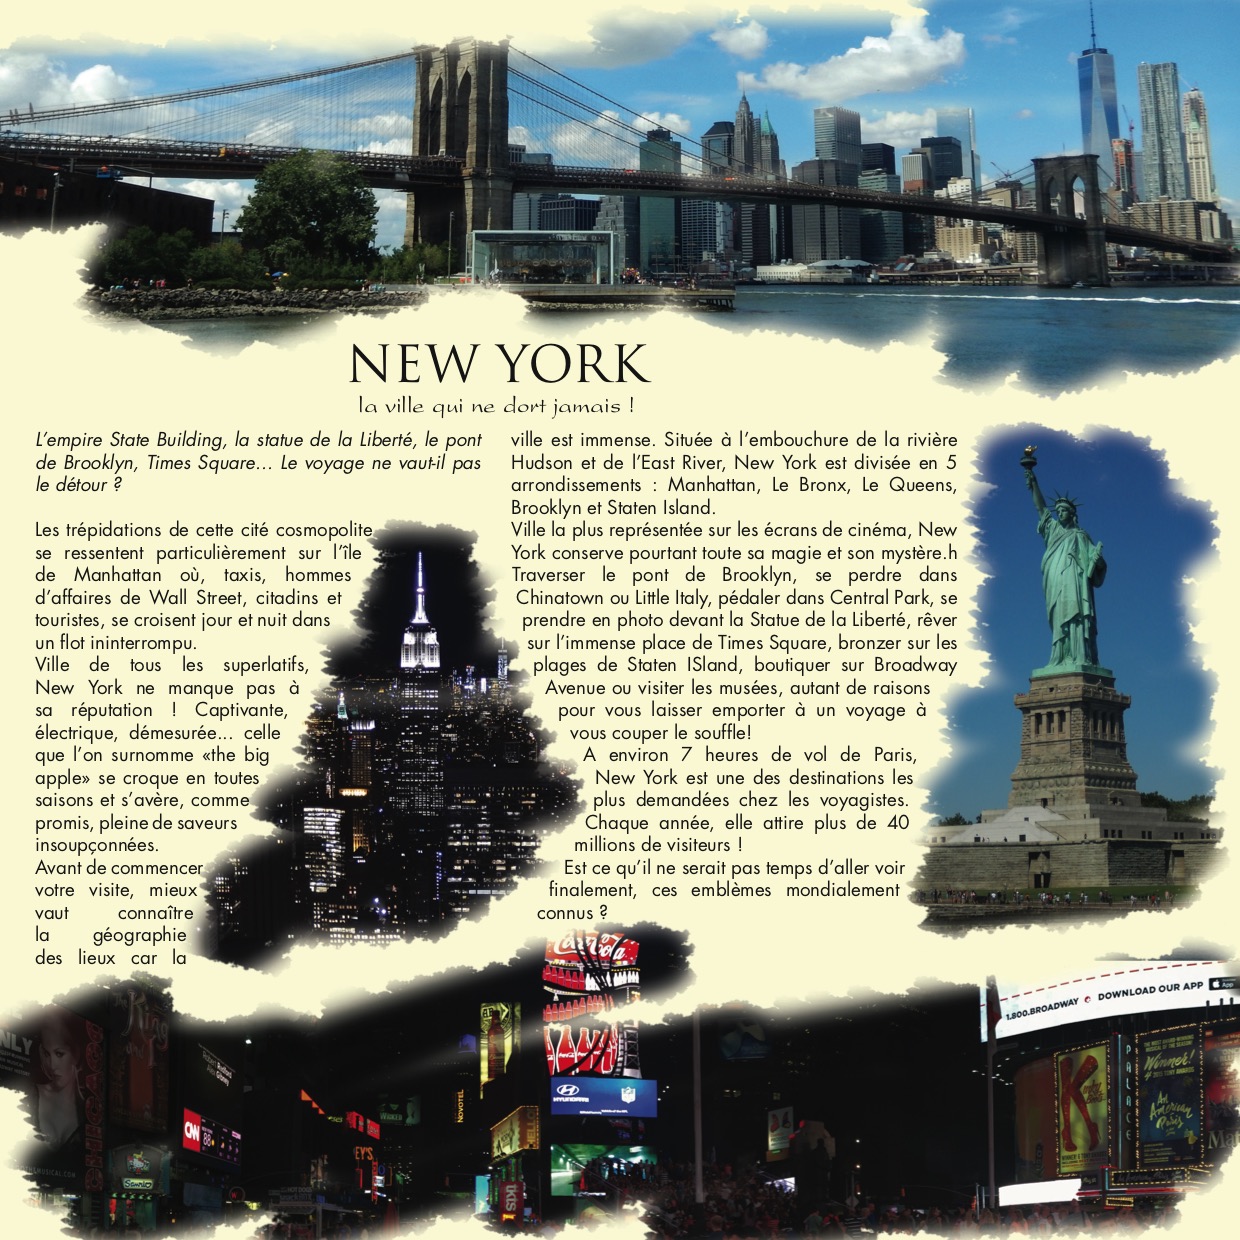 NEW YORK
la ville qui ne dort jamais !
L'empire State Building, la statue de la Liberté, le pont
de Brooklyn, Times Square... Le voyage ne vaut-il pas
le détour ?
Les trépidations de cette cité cosmopolite
se ressentent particulièrement sur l'île
de Manhattan où, taxis, hommes
d'affaires de Wall Street, citadins et
touristes, se croisent jour et nuit dans
un flot ininterrompu.
Ville de tous les superlatifs,
New York ne manque pas à
sa réputation ! Captivante,
électrique, démesurée... celle
que l'on surnomme «the big
apple» se croque en toutes
saisons et s'avère, comme
promis, pleine de saveurs
insoupçonnées.
Avant de commencer
votre visite, mieux
vaut connaître
la géographie
des lieux car la
ville est immense. Située à l'embouchure de la rivière
Hudson et de l'East River, New York est divisée en 5
arrondissements : Manhattan, Le Bronx, Le Queens,
Brooklyn et Staten Island.
Ville la plus représentée sur les écrans de cinéma, New
York conserve pourtant toute sa magie et son mystère.h
Traverser le pont de Brooklyn, se perdre dans
Chinatown ou Little Italy, pédaler dans Central Park, se
prendre en photo devant la Statue de la Liberté, rêver
sur l'immense place de Times Square, bronzer sur les
plages de Staten ISland, boutiquer sur Broadway
Avenue ou visiter les musées, autant de raisons
pour vous laisser emporter à un voyage à
vous couper le souffle!
A environ 7 heures de vol de Paris,
New York est une des destinations les
plus demandées chez les voyagistes.
Chaque année, elle attire plus de 40
millions de visiteurs !
Est ce qu'il ne serait pas temps d'aller voir
finalement, ces emblèmes mondialement
connus ?
Coca-Cola
HYUNDAI
NFL
NOVOTEL
CNN
Sanrio
1.800.BROADWAY DOWNLOAD OUR APP
App
PALACE
Winner!
An
American
Paris